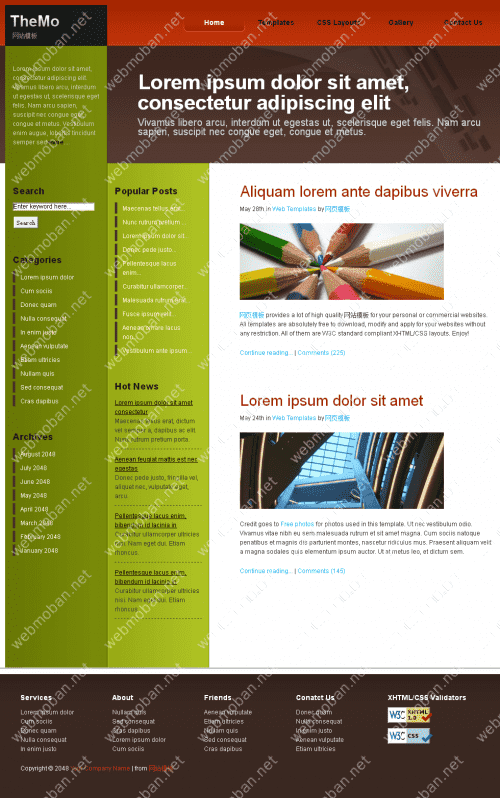 TheMo
网站模板
Home
Templates
CSS Layouts
Gallery
Contact Us
Lorem ipsum dolor sit amet,
consectetur adipiscing elit
Vivamus libero arcu, interdum ut egestas ut, scelerisque eget felis. Nam arcu
sapien, suscipit nec congue eget, congue et metus.
Lorem ipsum dolor sit amet,
consectetur adipiscing elit.
Vivamus libero arcu, interdum
ut egestas ut, scelerisque
eget felis. Nam arcu sapien,
suscipit nec congue eget,
congue et metus. Vestibulum
enim augue, lobortis tincidunt
semper sed
Search
Enter keyword here...
Search
Categories
Lorem ipsum dolor
Cum sociis
Donec quam
Nulla consequat
In enim justo
Aenean vulputate
Etiam ultricies
Nullam quis
Sed consequat
Cras dapibus
Archives
August 2048
July 2048
June 2048
May 2048
April 2048
March 2048
February 2048
January 2048
Popular Posts
Maecenas tellus
Nunc rutrum pretium...
Lorem ipsum dolor sit...
Donec pede justo...
Pellentesque lacus
enim...
Curabitur ullamcorper...
Malesuada rutrum erat...
Fusce ipsum velit...
Aenean ornare lacus
non...
Vestibulum ante ipsum...
Hot News
Lorem ipsum dolor sit amet
consectetur
Maecenas tellus erat, dictum
vel semper a, dapibus ac elit.
Nunc rutrum pretium porta.
Aenean feugiat mattis est nec
egestas
Donec pede justo, fringilla vel,
aliquet nec, vulputate eget,
arcu.
Pellentesque lacus enim,
bibendum id lacinia in
Curabitur ullamcorper ultricies
nisi. Nam eget dui. Etiam
rhoncus.
Pellentesque lacus enim,
bibendum id lacinia in
Curabitur ullamcorper ultricies
nisi. Nam eget dui. Etiam
rhoncus.
Aliquam lorem ante dapibus viverra
May 28th in Web Templates by 网页模板
网页模板 provides a lot of high quality 网站模板 for your personal or commercial websites.
All templates are absolutely free to download, modify and apply for your websites without
any restriction. All of them are W3C standard compliant XHTML/CSS layouts. Enjoy!
Continue reading... | Comments (225)
Lorem ipsum dolor sit amet
May 24th in Web Templates by 网页模板
Credit goes to Free photos for photos used in this template. Ut nec vestibulum odio.
Vivamus vitae nibh eu sem malesuada rutrum et sit amet magna. Cum sociis natoque
penatibus et magnis dis parturient montes, nascetur ridiculus mus. Praesent aliquam velit
a magna sodales quis elementum ipsum auctor. Ut at metus leo, et dictum sem.
Continue reading... | Comments (145)
Services
Lorem ipsum dolor
Cum sociis
Donec quam
Nulla consequat
In enim justo
About
Nullam quis
Sed consequat
Cras dapibus
Lorem ipsum dolor
Cum sociis
Friends
Aenean vulputate
Etiam ultricies
Nullam quis
Sed consequat
Cras dapibus
Conatct Us
Donec quam
Nulla consequat
In enim justo
Aenean vulputate
Etiam ultricies
XHTML/CSS Validators
W3C XHTML 1.0
W3C CSS
Copyright © 2048 Your Company Name | from 网页模板
webmoban.net